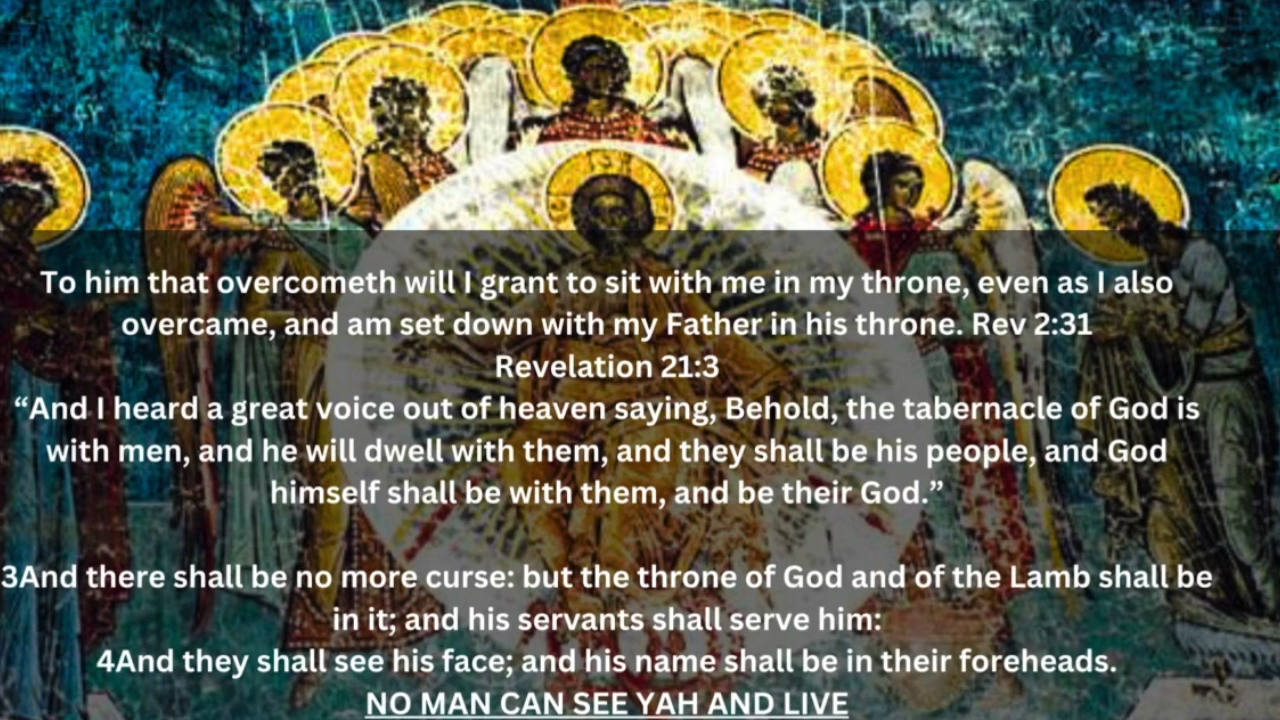 To him that overcometh will I grant to sit with me in my throne, even as I also
overcame, and am set down with my Father in his throne. Rev 2:31
Revelation 21:3
“And I heard a great voice out of heaven saying, Behold, the tabernacle of God is
with men, and he will dwell with them, and they shall be his people, and God
himself shall be with them, and be their God.”
3And there shall be no more curse: but the throne of God and of the Lamb shall be
in it; and his servants shall serve him:
4And they shall see his face; and his name shall be in their foreheads.
NO MAN CAN SEE YAH AND LIVE